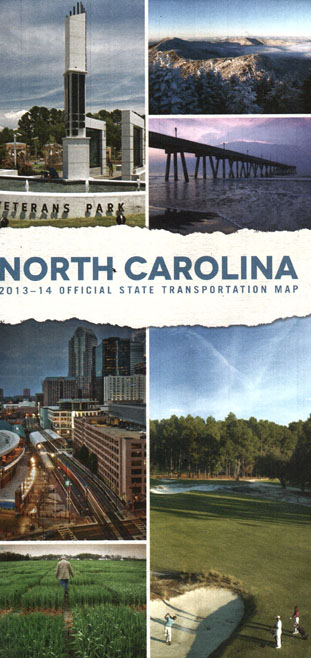 VETERANS PARK
NORTH CAROLINA
2013–14 OFFICIAL STATE TRANSPORTATION MAP